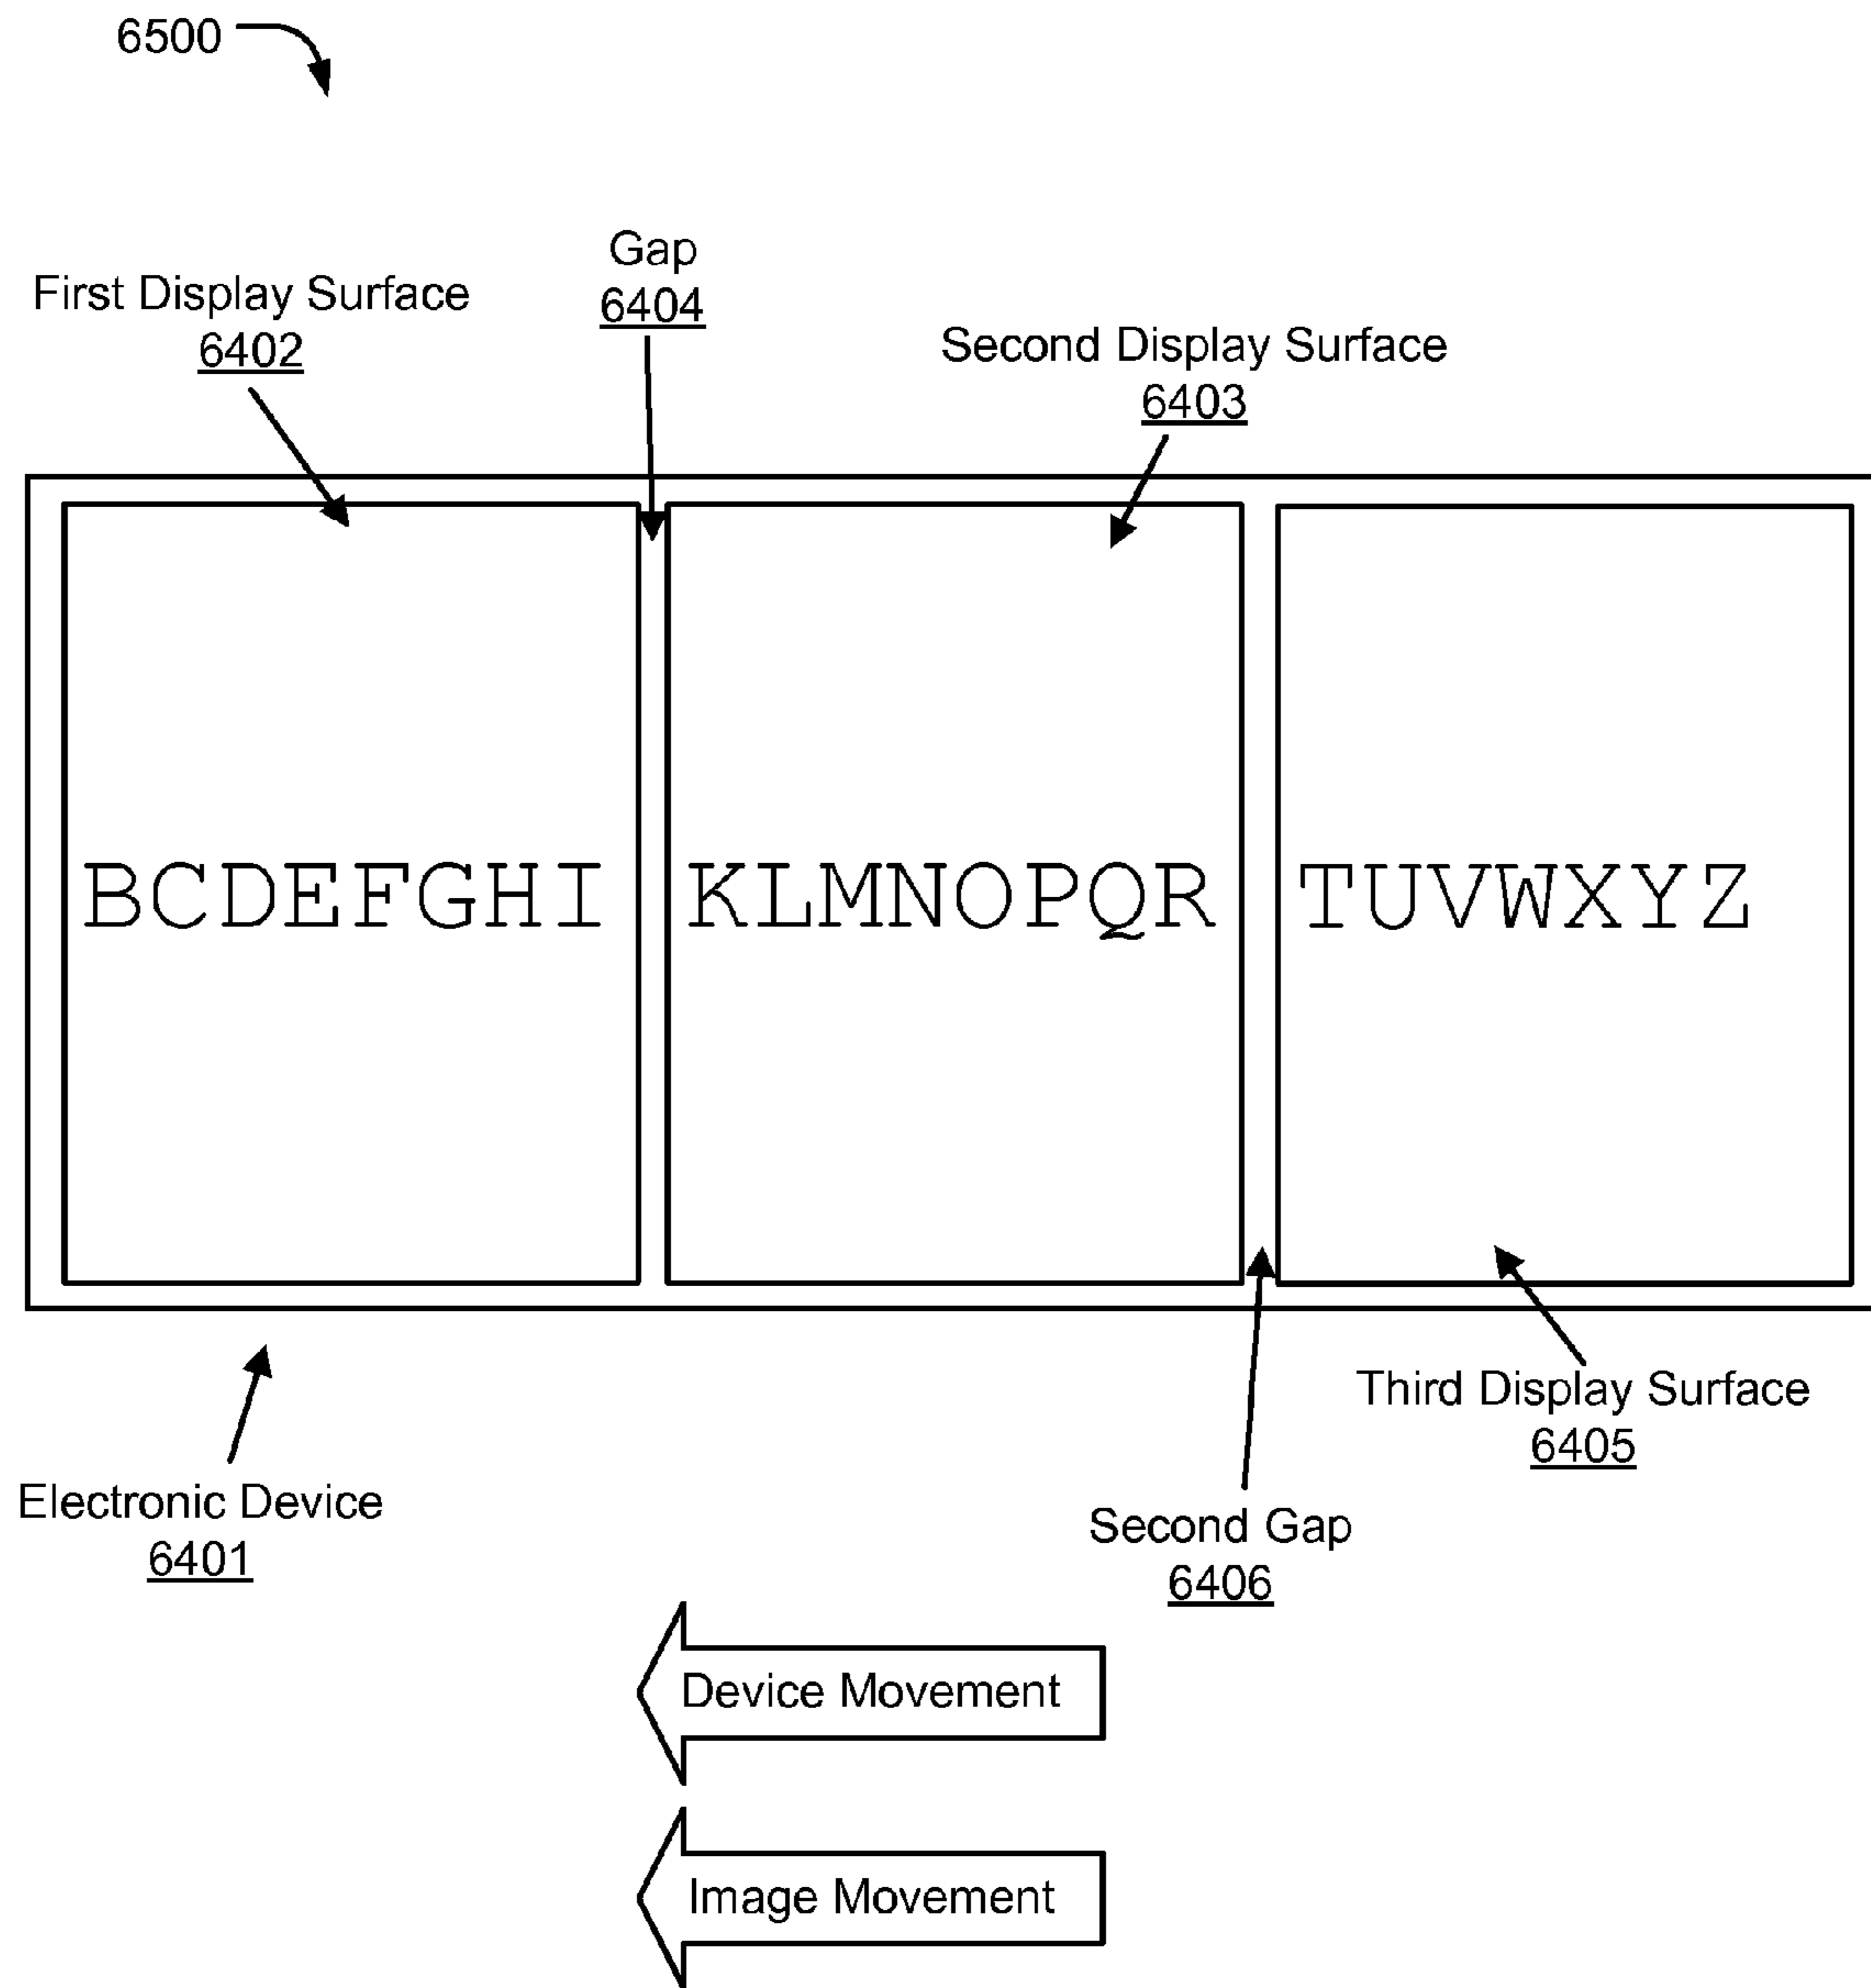 6500
Gap
6404
First Display Surface
6402
Second Display Surface
6403
BCDEFGHI KLMNOPQR TUVWXYZ
Third Display Surface
6405
Electronic Device
6401
Second Gap
6406
Device Movement
Image Movement